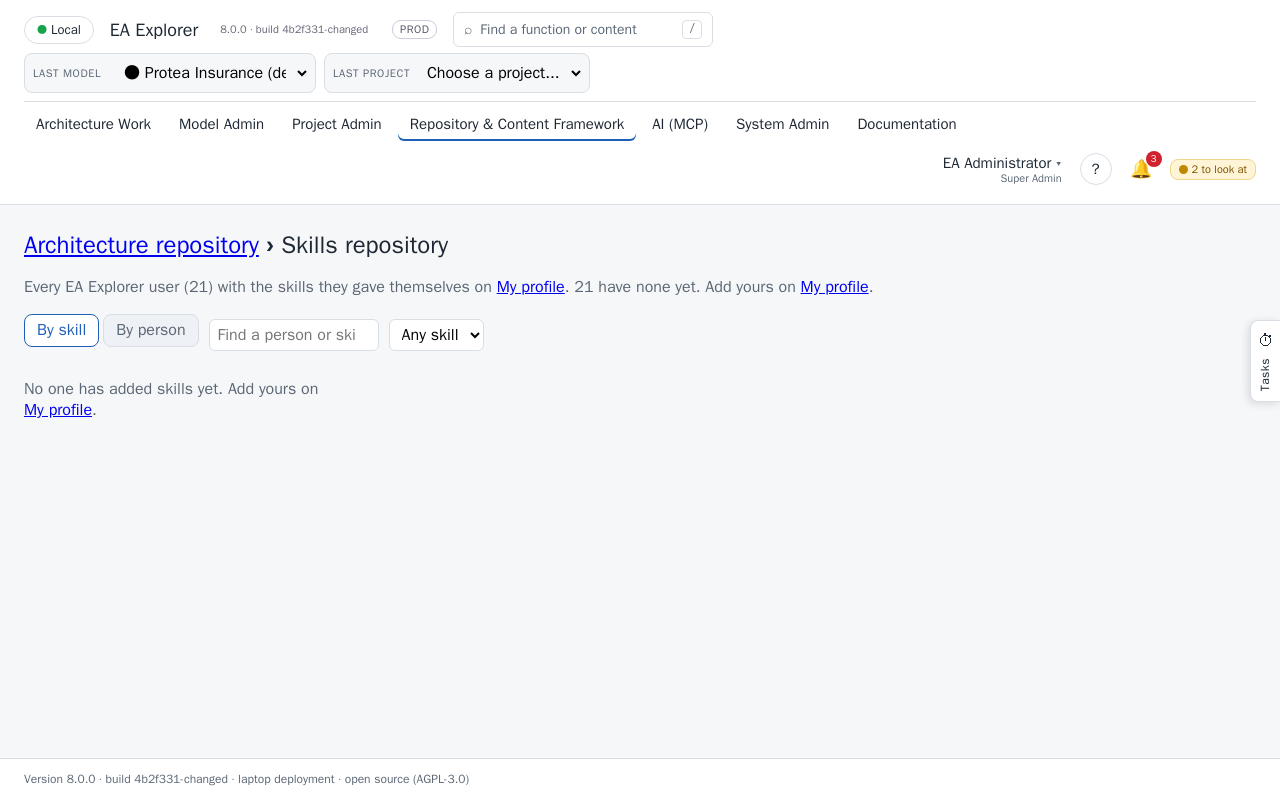 Local EA Explorer 8.0.0 · build 4b2f331-changed PROD Find a function or content /
LAST MODEL Protea Insurance (de LAST PROJECT Choose a project...
Architecture Work Model Admin Project Admin Repository & Content Framework AI (MCP) System Admin Documentation
EA Administrator ▾ ? 3 2 to look at
Super Admin
Architecture repository › Skills repository
Every EA Explorer user (21) with the skills they gave themselves on My profile. 21 have none yet. Add yours on My profile.
By skill By person Find a person or ski Any skill
Tasks
No one has added skills yet. Add yours on
My profile.
Version 8.0.0 · build 4b2f331-changed · laptop deployment · open source (AGPL-3.0)